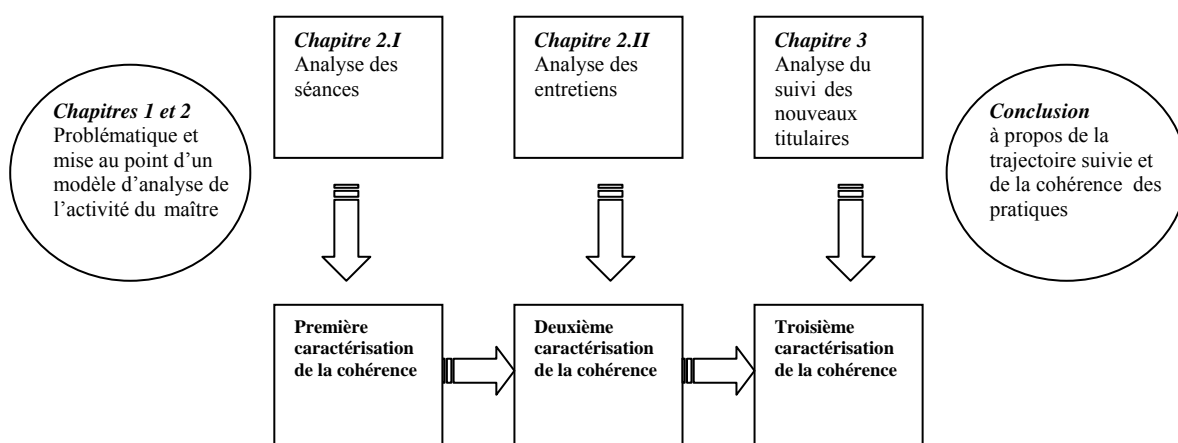 Chapitres 1 et 2
Problématique et
mise au point d’un
modèle d’analyse de
l’activité du maître
Chapitre 2.I
Analyse des
séances
Chapitre 2.II
Analyse des
entretiens
Chapitre 3
Analyse du
suivi des
nouveaux
titulaires
Conclusion
à propos de la
trajectoire suivie et
de la cohérence des
pratiques
Première
caractérisation
de la cohérence
Deuxième
caractérisation
de la cohérence
Troisième
caractérisation
de la cohérence